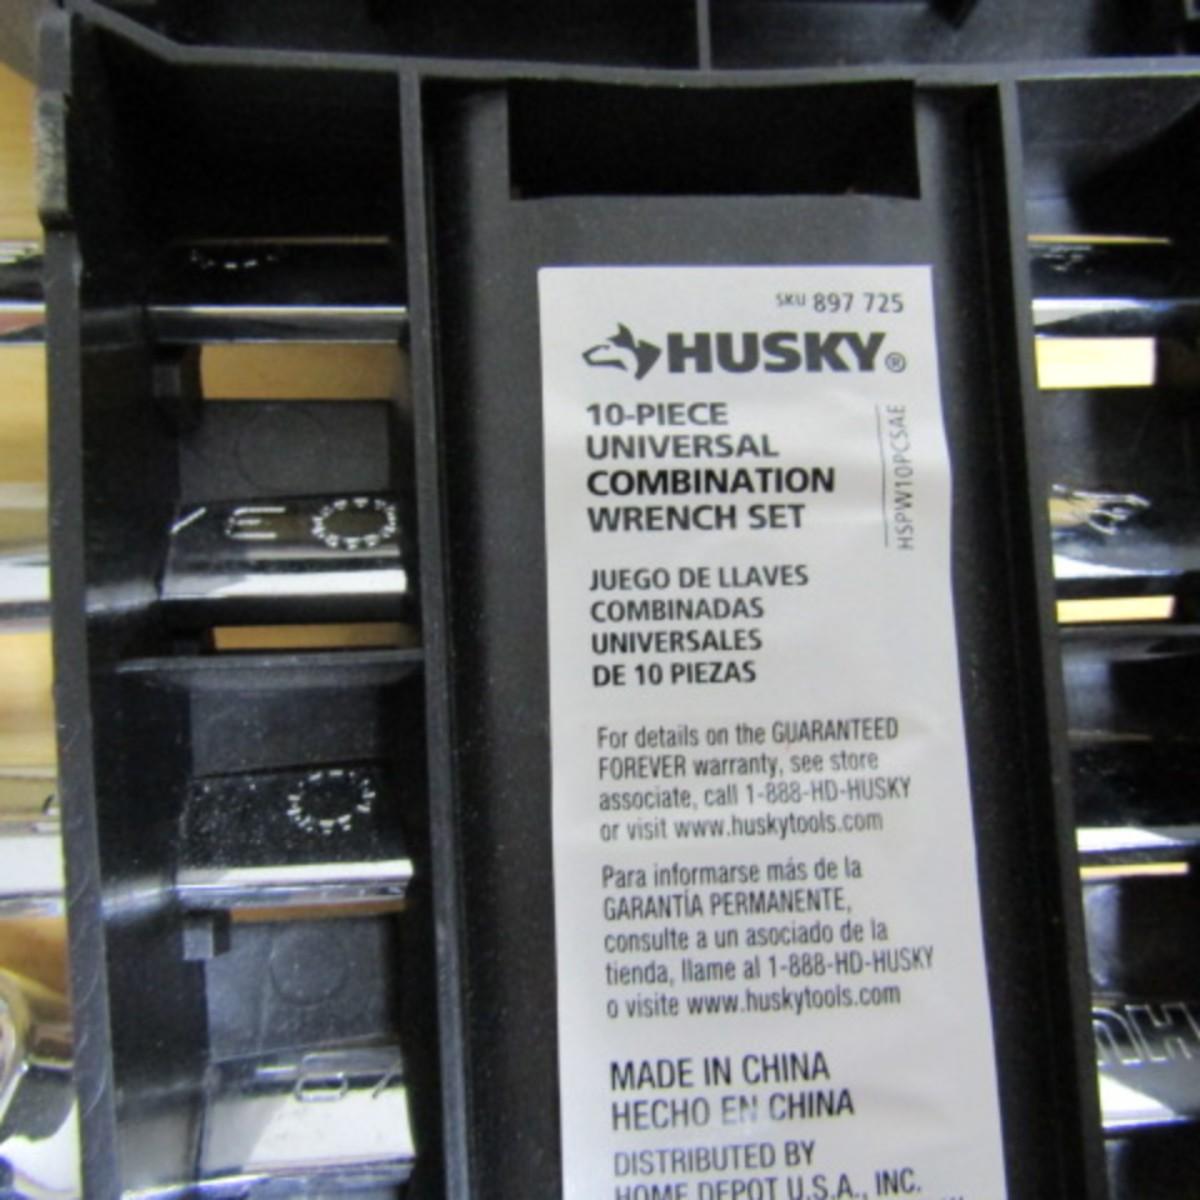 SKU 897 725
HUSKY®
10-PIECE
UNIVERSAL
COMBINATION
WRENCH SET
HSPW10PCSAE
JUEGO DE LLAVES
COMBINADAS
UNIVERSALES
DE 10 PIEZAS
For details on the GUARANTEED
FOREVER warranty, see store
associate, call 1-888-HD-HUSKY
or visit www.huskytools.com
Para informarse más de la
GARANTÍA PERMANENTE,
consulte a un asociado de la
tienda, llame al 1-888-HD-HUSKY
o visite www.huskytools.com
MADE IN CHINA
HECHO EN CHINA
DISTRIBUTED BY
HOME DEPOT U.S.A., INC.